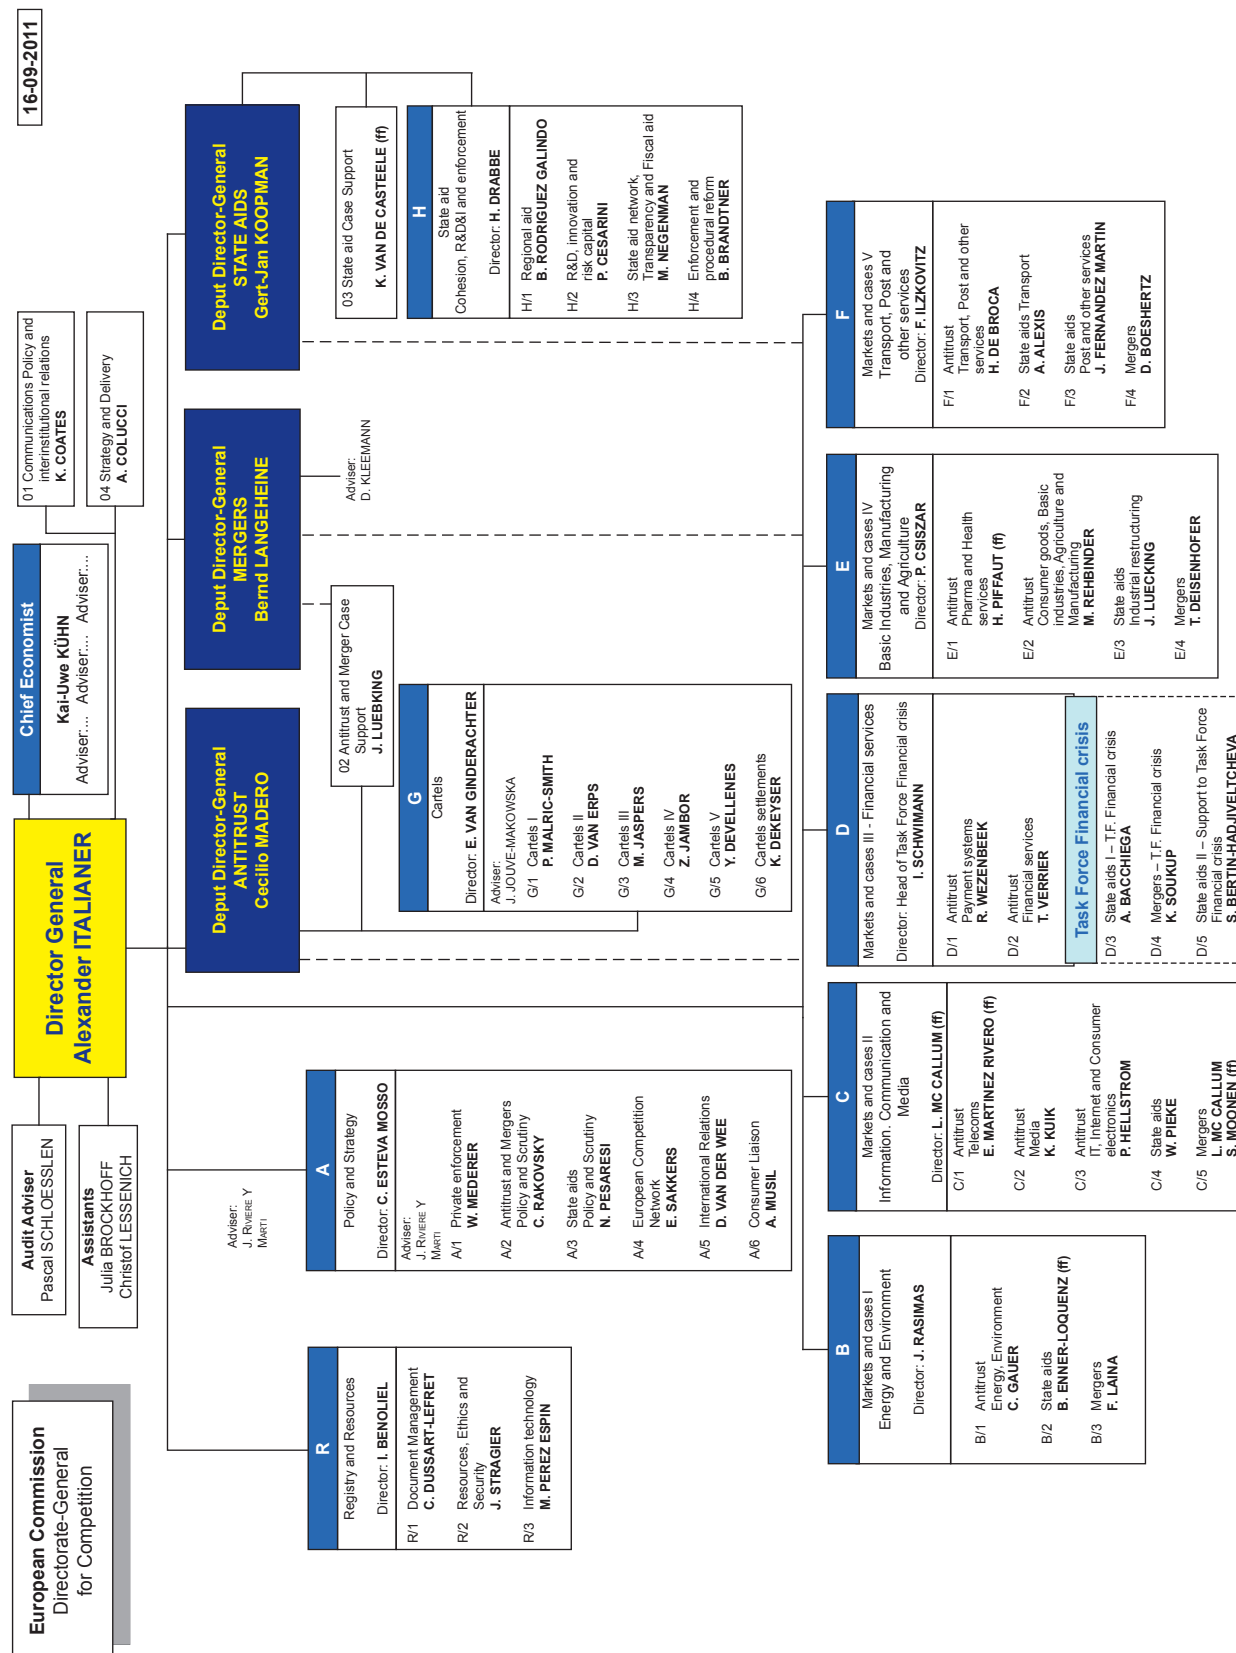 European Commission
Directorate-General
for Competition
16-09-2011
Audit Adviser
Pascal SCHLOESSLEN
Assistants
Julia BROCKHOFF
Christof LESSENICH
Director General
Alexander ITALIANER
Chief Economist
Kai-Uwe KÜHN
Adviser:... Adviser:... Adviser:...
01 Communications Policy and
interinstitutional relations
K. COATES
04 Strategy and Delivery
A. COLUCCI
Adviser:
J. RIVIERE Y
MARTI
Deput Director-General
ANTITRUST
Cecilio MADERO
Deput Director-General
MERGERS
Bernd LANGEHEINE
Deput Director-General
STATE AIDS
Gert-Jan KOOPMAN
02 Antitrust and Merger Case
Support
J. LUEBKING
Adviser:
D. KLEEMANN
03 State aid Case Support
K. VAN DE CASTEELE (ff)
R
Registry and Resources
Director: I. BENOLIEL
R/1 Document Management
C. DUSSART-LEFRET
R/2 Resources, Ethics and
Security
J. STRAGIER
R/3 Information technology
M. PEREZ ESPIN
A
Policy and Strategy
Director: C. ESTEVA MOSSO
Adviser:
J. RIVIERE Y
MARTI
A/1 Private enforcement
W. MEDERER
A/2 Antitrust and Mergers
Policy and Scrutiny
C. RAKOVSKY
A/3 State aids
Policy and Scrutiny
N. PESARESI
A/4 European Competition
Network
E. SAKKERS
A/5 International Relations
D. VAN DER WEE
A/6 Consumer Liaison
A. MUSIL
G
Cartels
Director: E. VAN GINDERACHTER
Adviser:
J. JOUVE-MAKOWSKA
G/1 Cartels I
P. MALRIC-SMITH
G/2 Cartels II
D. VAN ERPS
G/3 Cartels III
M. JASPERS
G/4 Cartels IV
Z. JAMBOR
G/5 Cartels V
Y. DEVELLENES
G/6 Cartels settlements
K. DEKEYSER
H
State aid
Cohesion, R&D&I and enforcement
Director: H. DRABBE
H/1 Regional aid
B. RODRIGUEZ GALINDO
H/2 R&D, innovation and
risk capital
P. CESARINI
H/3 State aid network,
Transparency and Fiscal aid
M. NEGENMAN
H/4 Enforcement and
procedural reform
B. BRANDTNER
B
Markets and cases I
Energy and Environment
Director: J. RASIMAS
B/1 Antitrust
Energy, Environment
C. GAUER
B/2 State aids
B. ENNER-LOQUENZ (ff)
B/3 Mergers
F. LAINA
C
Markets and cases II
Information. Communication and
Media
Director: L. MC CALLUM (ff)
C/1 Antitrust
Telecoms
E. MARTINEZ RIVERO (ff)
C/2 Antitrust
Media
K. KUIK
C/3 Antitrust
IT, Internet and Consumer
electronics
P. HELLSTROM
C/4 State aids
W. PIEKE
C/5 Mergers
L. MC CALLUM
S. MOONEN (ff)
D
Markets and cases III - Financial services
Director: Head of Task Force Financial crisis
I. SCHWIMANN
D/1 Antitrust
Payment systems
R. WEZENBEEK
D/2 Antitrust
Financial services
T. VERRIER
Task Force Financial crisis
D/3 State aids I – T.F. Financial crisis
A. BACCHIEGA
D/4 Mergers – T.F. Financial crisis
K. SOUKUP
D/5 State aids II – Support to Task Force
Financial crisis
S. BERTIN-HADJIVELTCHEVA
E
Markets and cases IV
Basic Industries, Manufacturing
and Agriculture
Director: P. CSISZAR
E/1 Antitrust
Pharma and Health
services
H. PIFFAUT (ff)
E/2 Antitrust
Consumer goods, Basic
industries, Agriculture and
Manufacturing
M. REHBINDER
E/3 State aids
Industrial restructuring
J. LUECKING
E/4 Mergers
T. DEISENHOFER
F
Markets and cases V
Transport, Post and
other services
Director: F. ILZKOVITZ
F/1 Antitrust
Transport, Post and other
services
H. DE BROCA
F/2 State aids Transport
A. ALEXIS
F/3 State aids
Post and other services
J. FERNANDEZ MARTIN
F/4 Mergers
D. BOESHERTZ